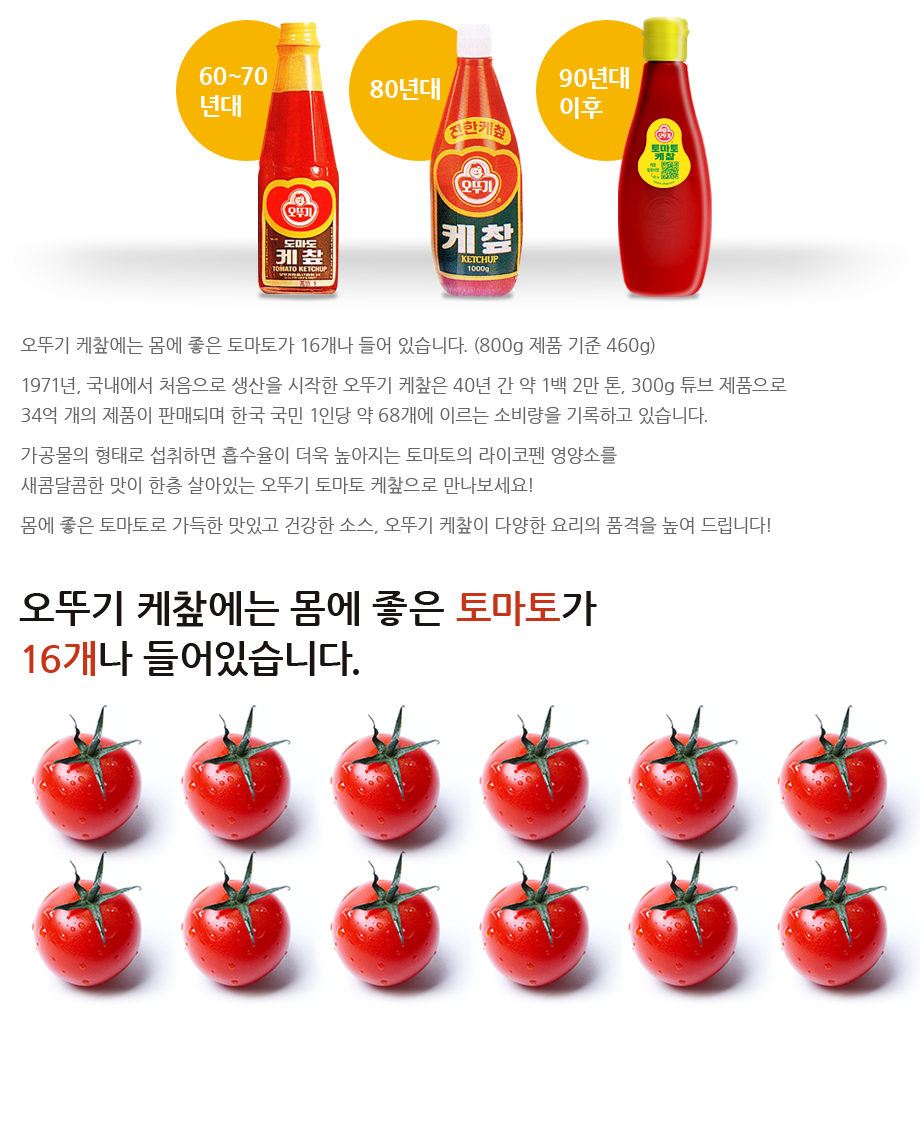 60~70
년대
80년대
90년대
이후
오뚜기
도마도
케찦
TOMATO KETCHUP
진한케찦
오뚜기
케찦
KETCHUP
1000g
오뚜기
토마토
케챂
오뚜기 케챂에는 몸에 좋은 토마토가 16개나 들어 있습니다. (800g 제품 기준 460g)
1971년, 국내에서 처음으로 생산을 시작한 오뚜기 케챂은 40년 간 약 1백 2만 톤, 300g 튜브 제품으로
34억 개의 제품이 판매되며 한국 국민 1인당 약 68개에 이르는 소비량을 기록하고 있습니다.
가공물의 형태로 섭취하면 흡수율이 더욱 높아지는 토마토의 라이코펜 영양소를
새콤달콤한 맛이 한층 살아있는 오뚜기 토마토 케챂으로 만나보세요!
몸에 좋은 토마토로 가득한 맛있고 건강한 소스, 오뚜기 케챂이 다양한 요리의 품격을 높여 드립니다!
오뚜기 케챂에는 몸에 좋은 토마토가
16개나 들어있습니다.